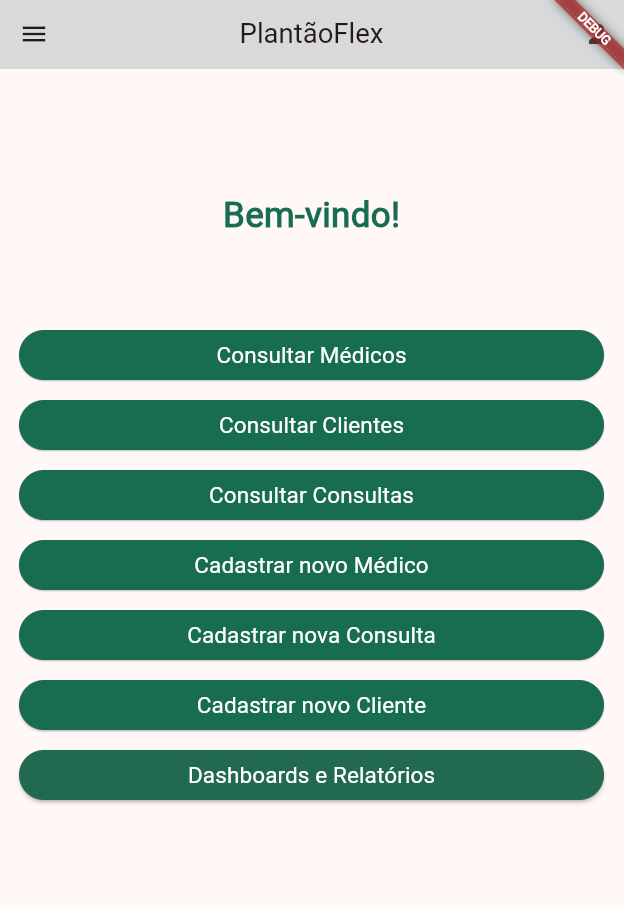 PlantãoFlex
DEBUG
Bem-vindo!
Consultar Médicos
Consultar Clientes
Consultar Consultas
Cadastrar novo Médico
Cadastrar nova Consulta
Cadastrar novo Cliente
Dashboards e Relatórios